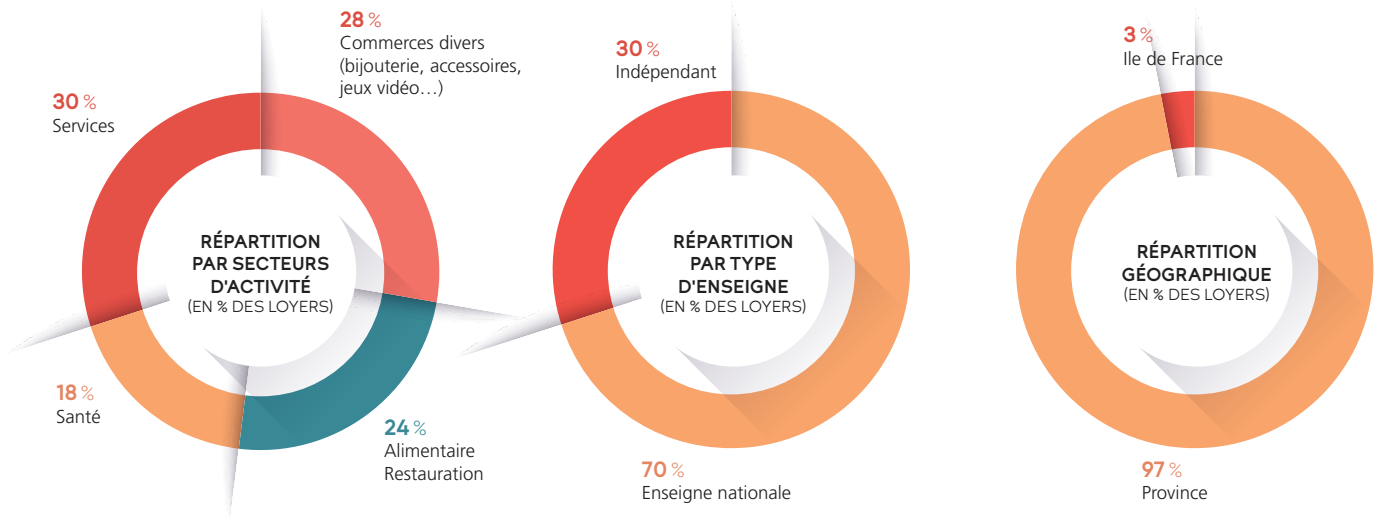 28 %
Commerces divers
(bijouterie, accessoires,
jeux vidéo…)
30 %
Services
RÉPARTITION
PAR SECTEURS
D'ACTIVITÉ
(EN % DES LOYERS)
18 %
Santé
24 %
Alimentaire
Restauration
30 %
Indépendant
RÉPARTITION
PAR TYPE
D'ENSEIGNE
(EN % DES LOYERS)
70 %
Enseigne nationale
3 %
Ile de France
RÉPARTITION
GÉOGRAPHIQUE
(EN % DES LOYERS)
97 %
Province